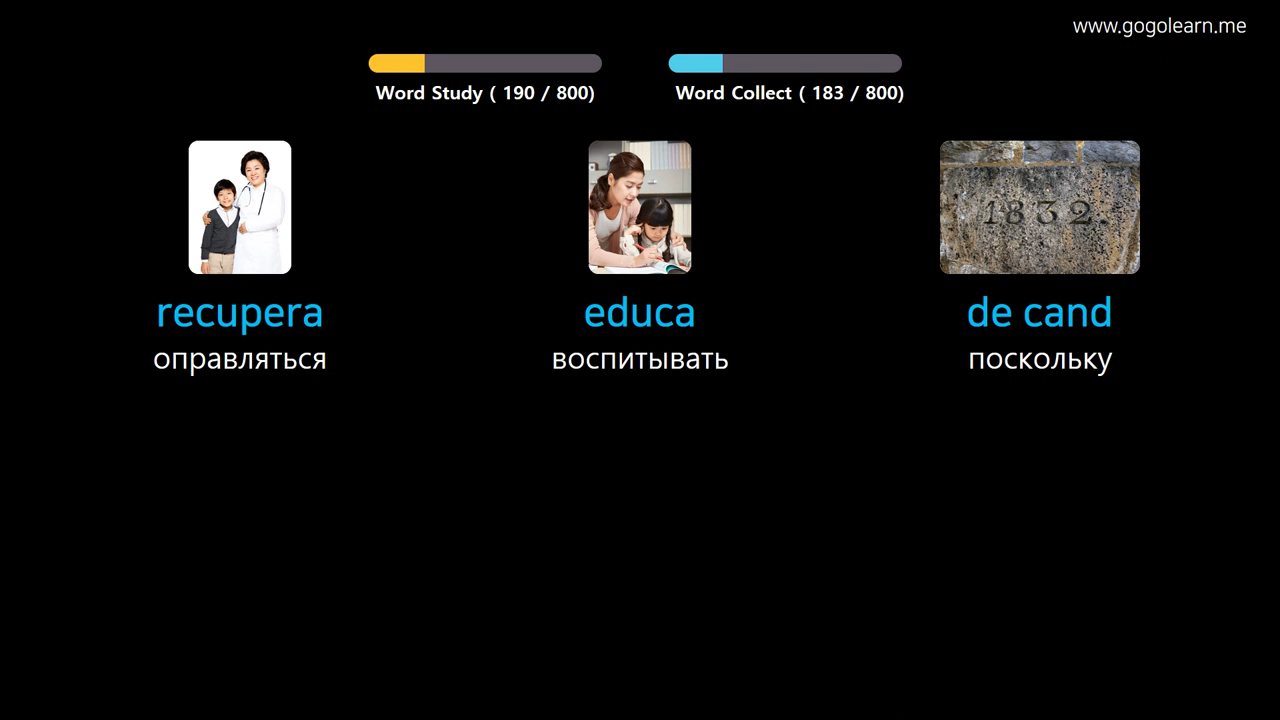 www.gogolearn.me
Word Study ( 190 / 800)
Word Collect ( 183 / 800)
1832.
recupera
educa
de cand
оправляться
воспитывать
поскольку